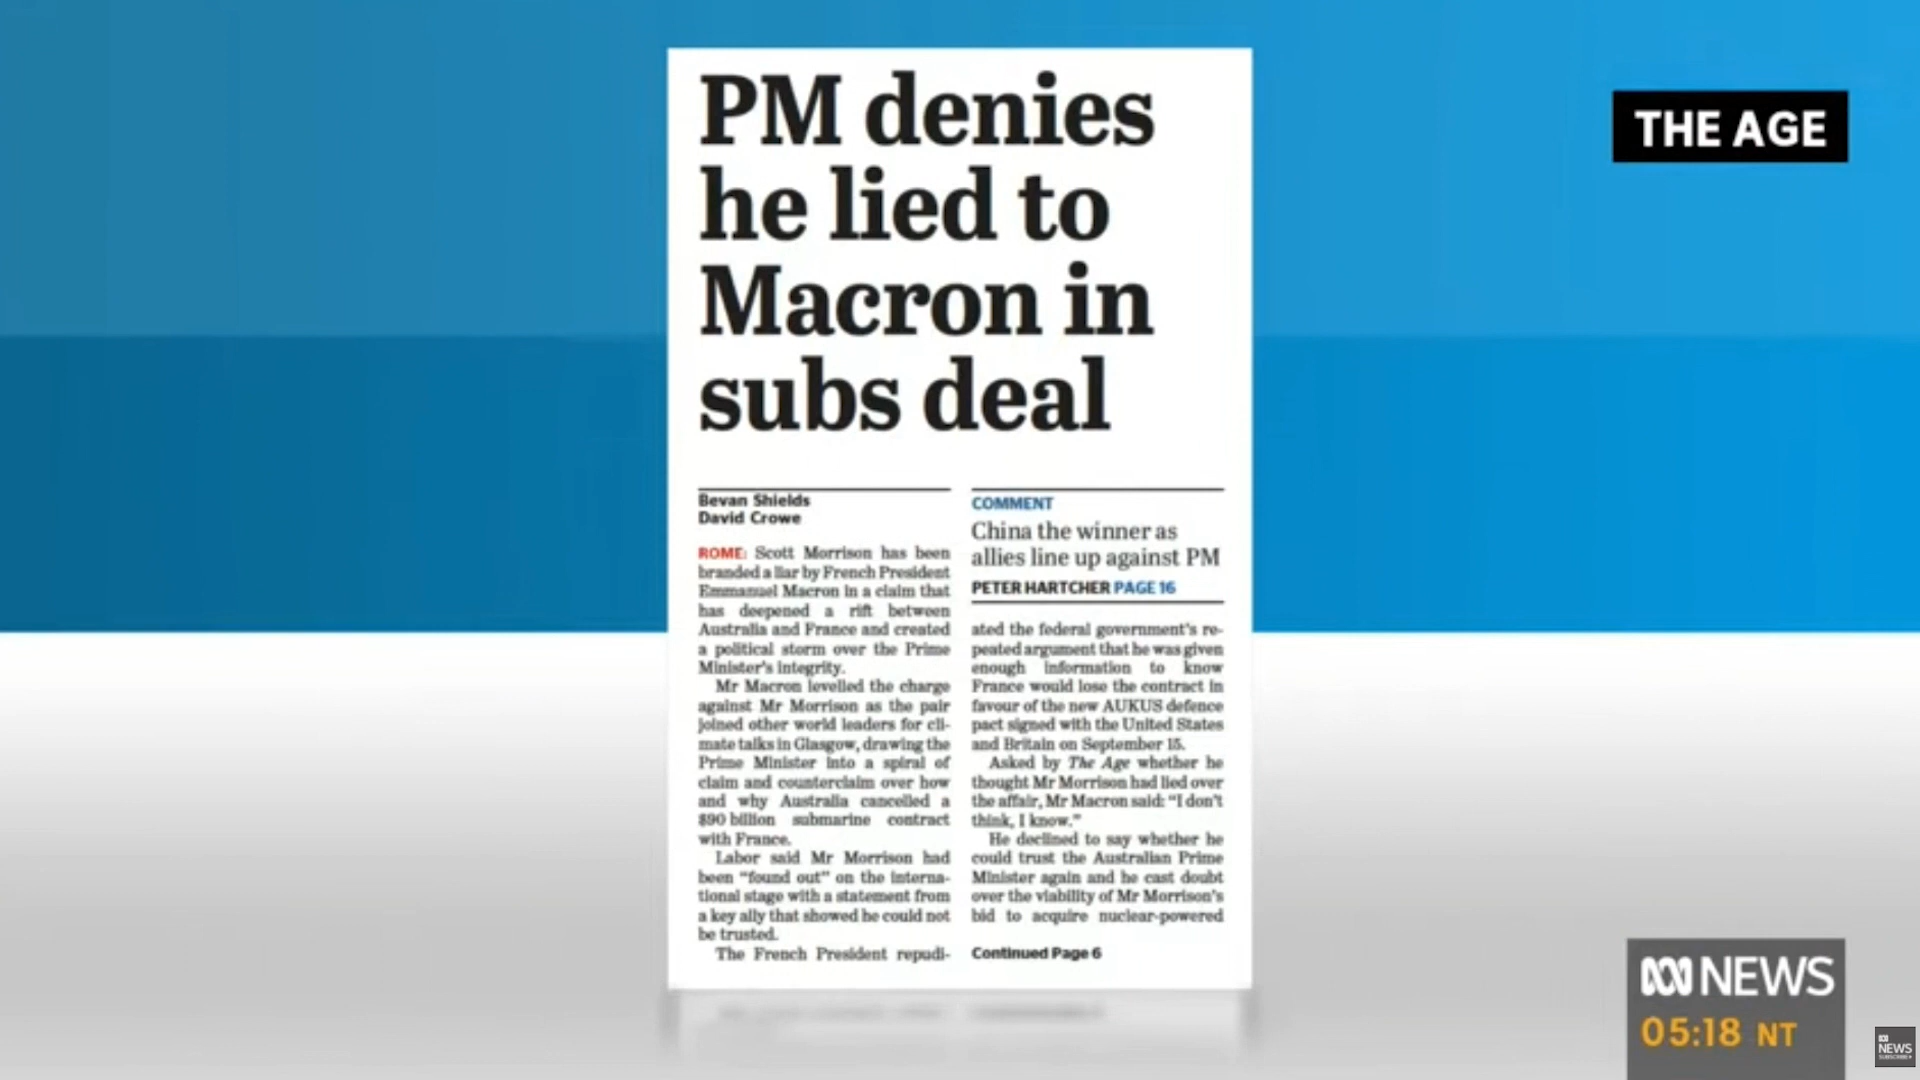 PM denies
he lied to
Macron in
subs deal
THE AGE
Bevan Shields
David Crowe
ROME: Scott Morrison has been
branded a liar by French President
Emmanuel Macron in a claim that
has deepened a rift between
Australia and France and created
a political storm over the Prime
Minister's integrity.
Mr Macron levelled the charge
against Mr Morrison as the pair
joined other world leaders for cli-
mate talks in Glasgow, drawing the
Prime Minister into a spiral of
claim and counterclaim over how
and why Australia cancelled a
$90 billion submarine contract
with France.
Labor said Mr Morrison had
been "found out" on the interna-
tional stage with a statement from
a key ally that showed he could not
be trusted.
The French President repudi-
COMMENT
China the winner as
allies line up against PM
PETER HARTCHER PAGE 16
ated the federal government's re-
peated argument that he was given
enough information to know
France would lose the contract in
favour of the new AUKUS defence
pact signed with the United States
and Britain on September 15.
Asked by The Age whether he
thought Mr Morrison had lied over
the affair, Mr Macron said: "I don't
think, I know."
He declined to say whether he
could trust the Australian Prime
Minister again and he cast doubt
over the viability of Mr Morrison's
bid to acquire nuclear-powered
Continued Page 6
NEWS
05:18 NT
ABC
NEWS
SUBSCRIBE